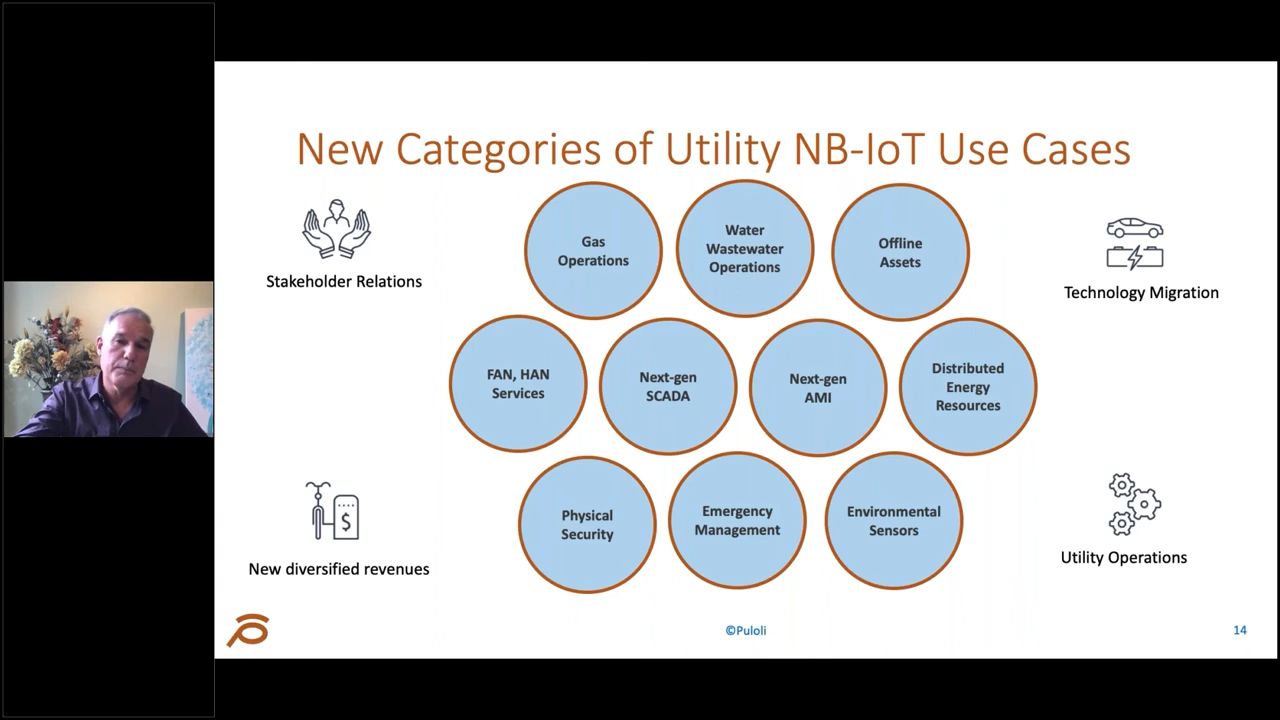 New Categories of Utility NB-IoT Use Cases
Stakeholder Relations
Gas
Operations
Water
Wastewater
Operations
Offline
Assets
Technology Migration
FAN, HAN
Services
Next-gen
SCADA
Next-gen
AMI
Distributed
Energy
Resources
New diversified revenues
$
Physical
Security
Emergency
Management
Environmental
Sensors
Utility Operations
©Puloli
14